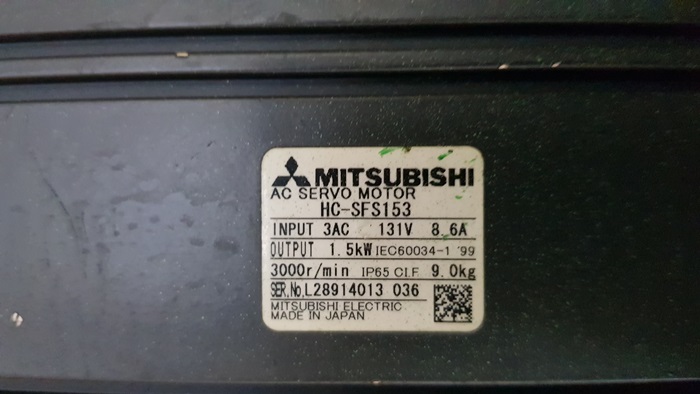 MITSUBISHI
AC SERVO MOTOR
HC-SFS153
INPUT 3AC 131V 8.6A
OUTPUT 1.5kW IEC60034-1 '99
3000r/min IP65 Cl.F 9.0kg
SER.No.L28914013 036
MITSUBISHI ELECTRIC
MADE IN JAPAN